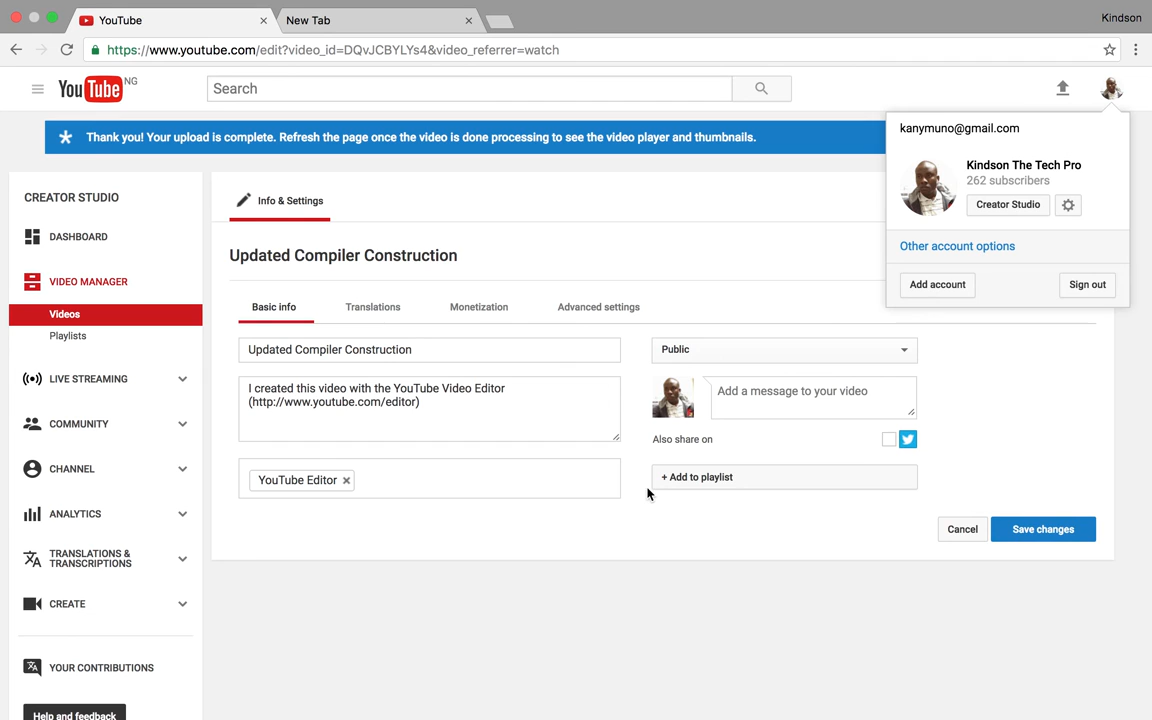 YouTube
New Tab
Kindson
https://www.youtube.com/edit?video_id=DQvJCBYLYs4&video_referrer=watch
YouTube NG
Search
kanymuno@gmail.com
Thank you! Your upload is complete. Refresh the page once the video is done processing to see the video player and thumbnails.
Kindson The Tech Pro
262 subscribers
Creator Studio
Other account options
Add account
Sign out
CREATOR STUDIO
DASHBOARD
VIDEO MANAGER
Videos
Playlists
LIVE STREAMING
COMMUNITY
CHANNEL
ANALYTICS
TRANSLATIONS &
TRANSCRIPTIONS
CREATE
YOUR CONTRIBUTIONS
Help and feedback
Info & Settings
Updated Compiler Construction
Basic info
Translations
Monetization
Advanced settings
Updated Compiler Construction
I created this video with the YouTube Video Editor
(http://www.youtube.com/editor)
YouTube Editor
Public
Add a message to your video
Also share on
+ Add to playlist
Cancel
Save changes